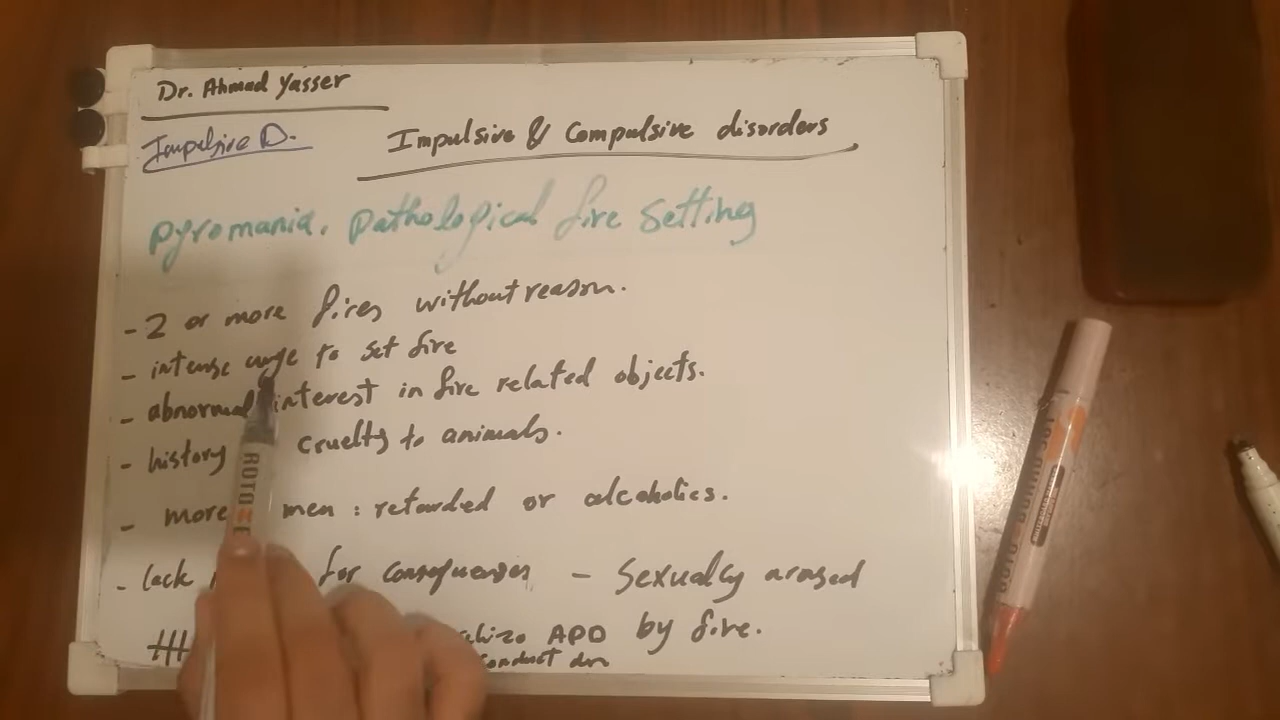 Dr. Ahmad Yasser
Impulsive D.
Impulsive & Compulsive disorders
pyromania. pathological fire setting
- 2 or more fires without reason.
- intense urge to set fire
- abnormal interest in fire related objects.
- history cruelty to animals.
- more men : retarded or alcoholics.
- lack for consequences - Sexually aroused
by fire.
APD
conduct